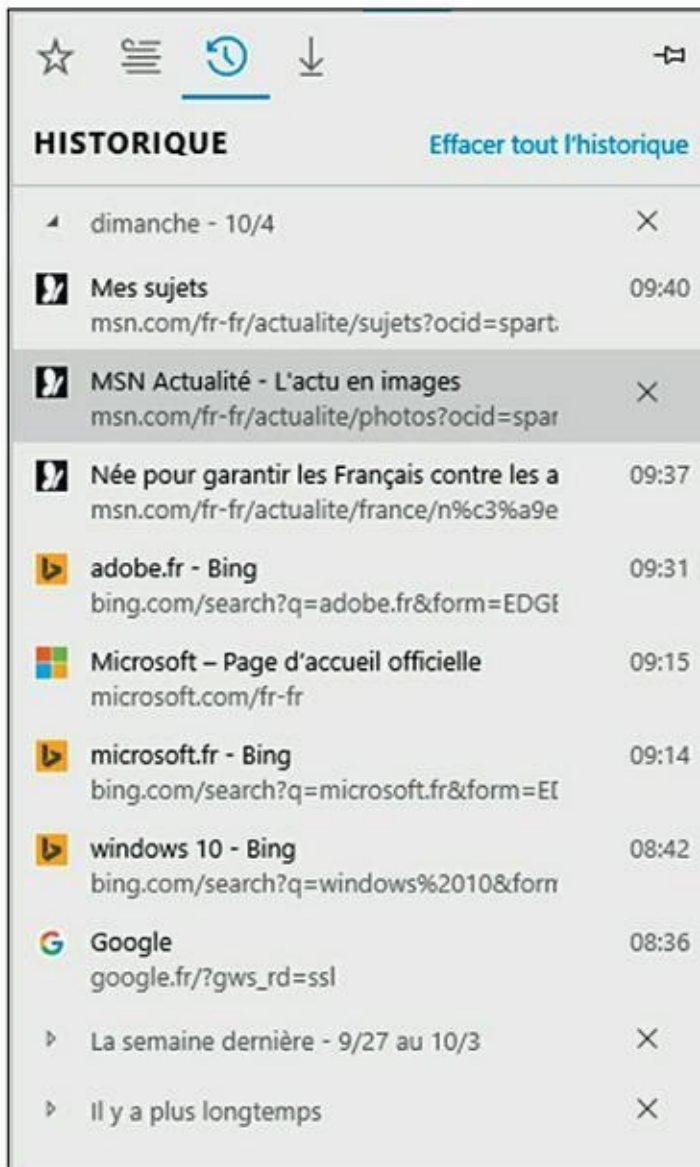 HISTORIQUE Effacer tout l'historique
dimanche - 10/4
Mes sujets 09:40
msn.com/fr-fr/actualite/sujets?ocid=spart
MSN Actualité - L'actu en images
msn.com/fr-fr/actualite/photos?ocid=spar
Née pour garantir les Français contre les a 09:37
msn.com/fr-fr/actualite/france/n%c3%a9e
adobe.fr - Bing 09:31
bing.com/search?q=adobe.fr&form=EDGE
Microsoft – Page d'accueil officielle 09:15
microsoft.com/fr-fr
microsoft.fr - Bing 09:14
bing.com/search?q=microsoft.fr&form=ED
windows 10 - Bing 08:42
bing.com/search?q=windows%2010&form
Google 08:36
google.fr/?gws_rd=ssl
La semaine dernière - 9/27 au 10/3
Il y a plus longtemps